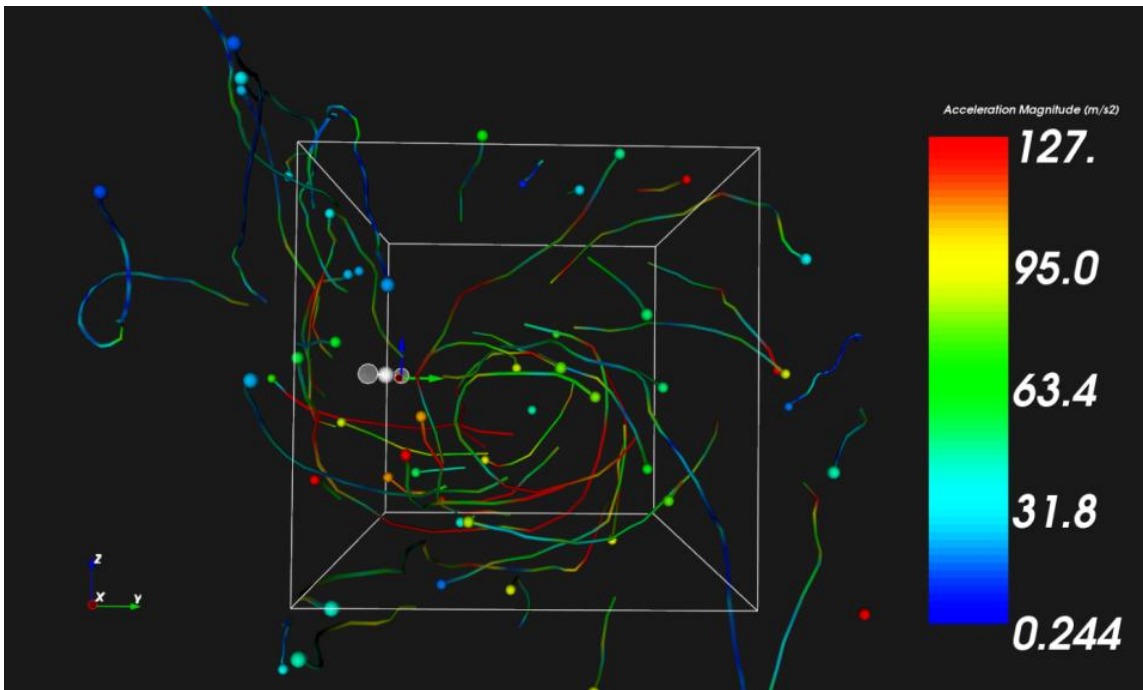 Acceleration Magnitude (m/s2)
127.
95.0
63.4
31.8
0.244
Z
X Y